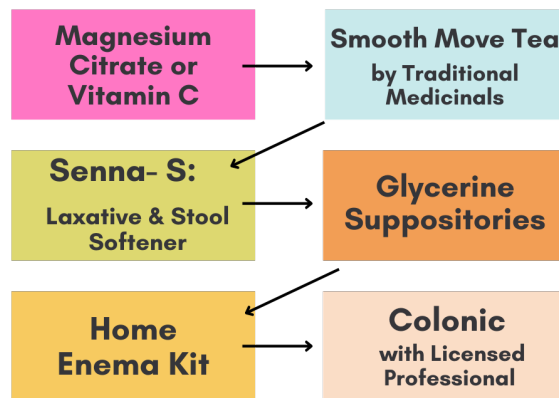 Magnesium
Citrate or
Vitamin C
Smooth Move Tea
by Traditional
Medicinals
Senna- S:
Laxative & Stool
Softener
Glycerine
Suppositories
Home
Enema Kit
Colonic
with Licensed
Professional